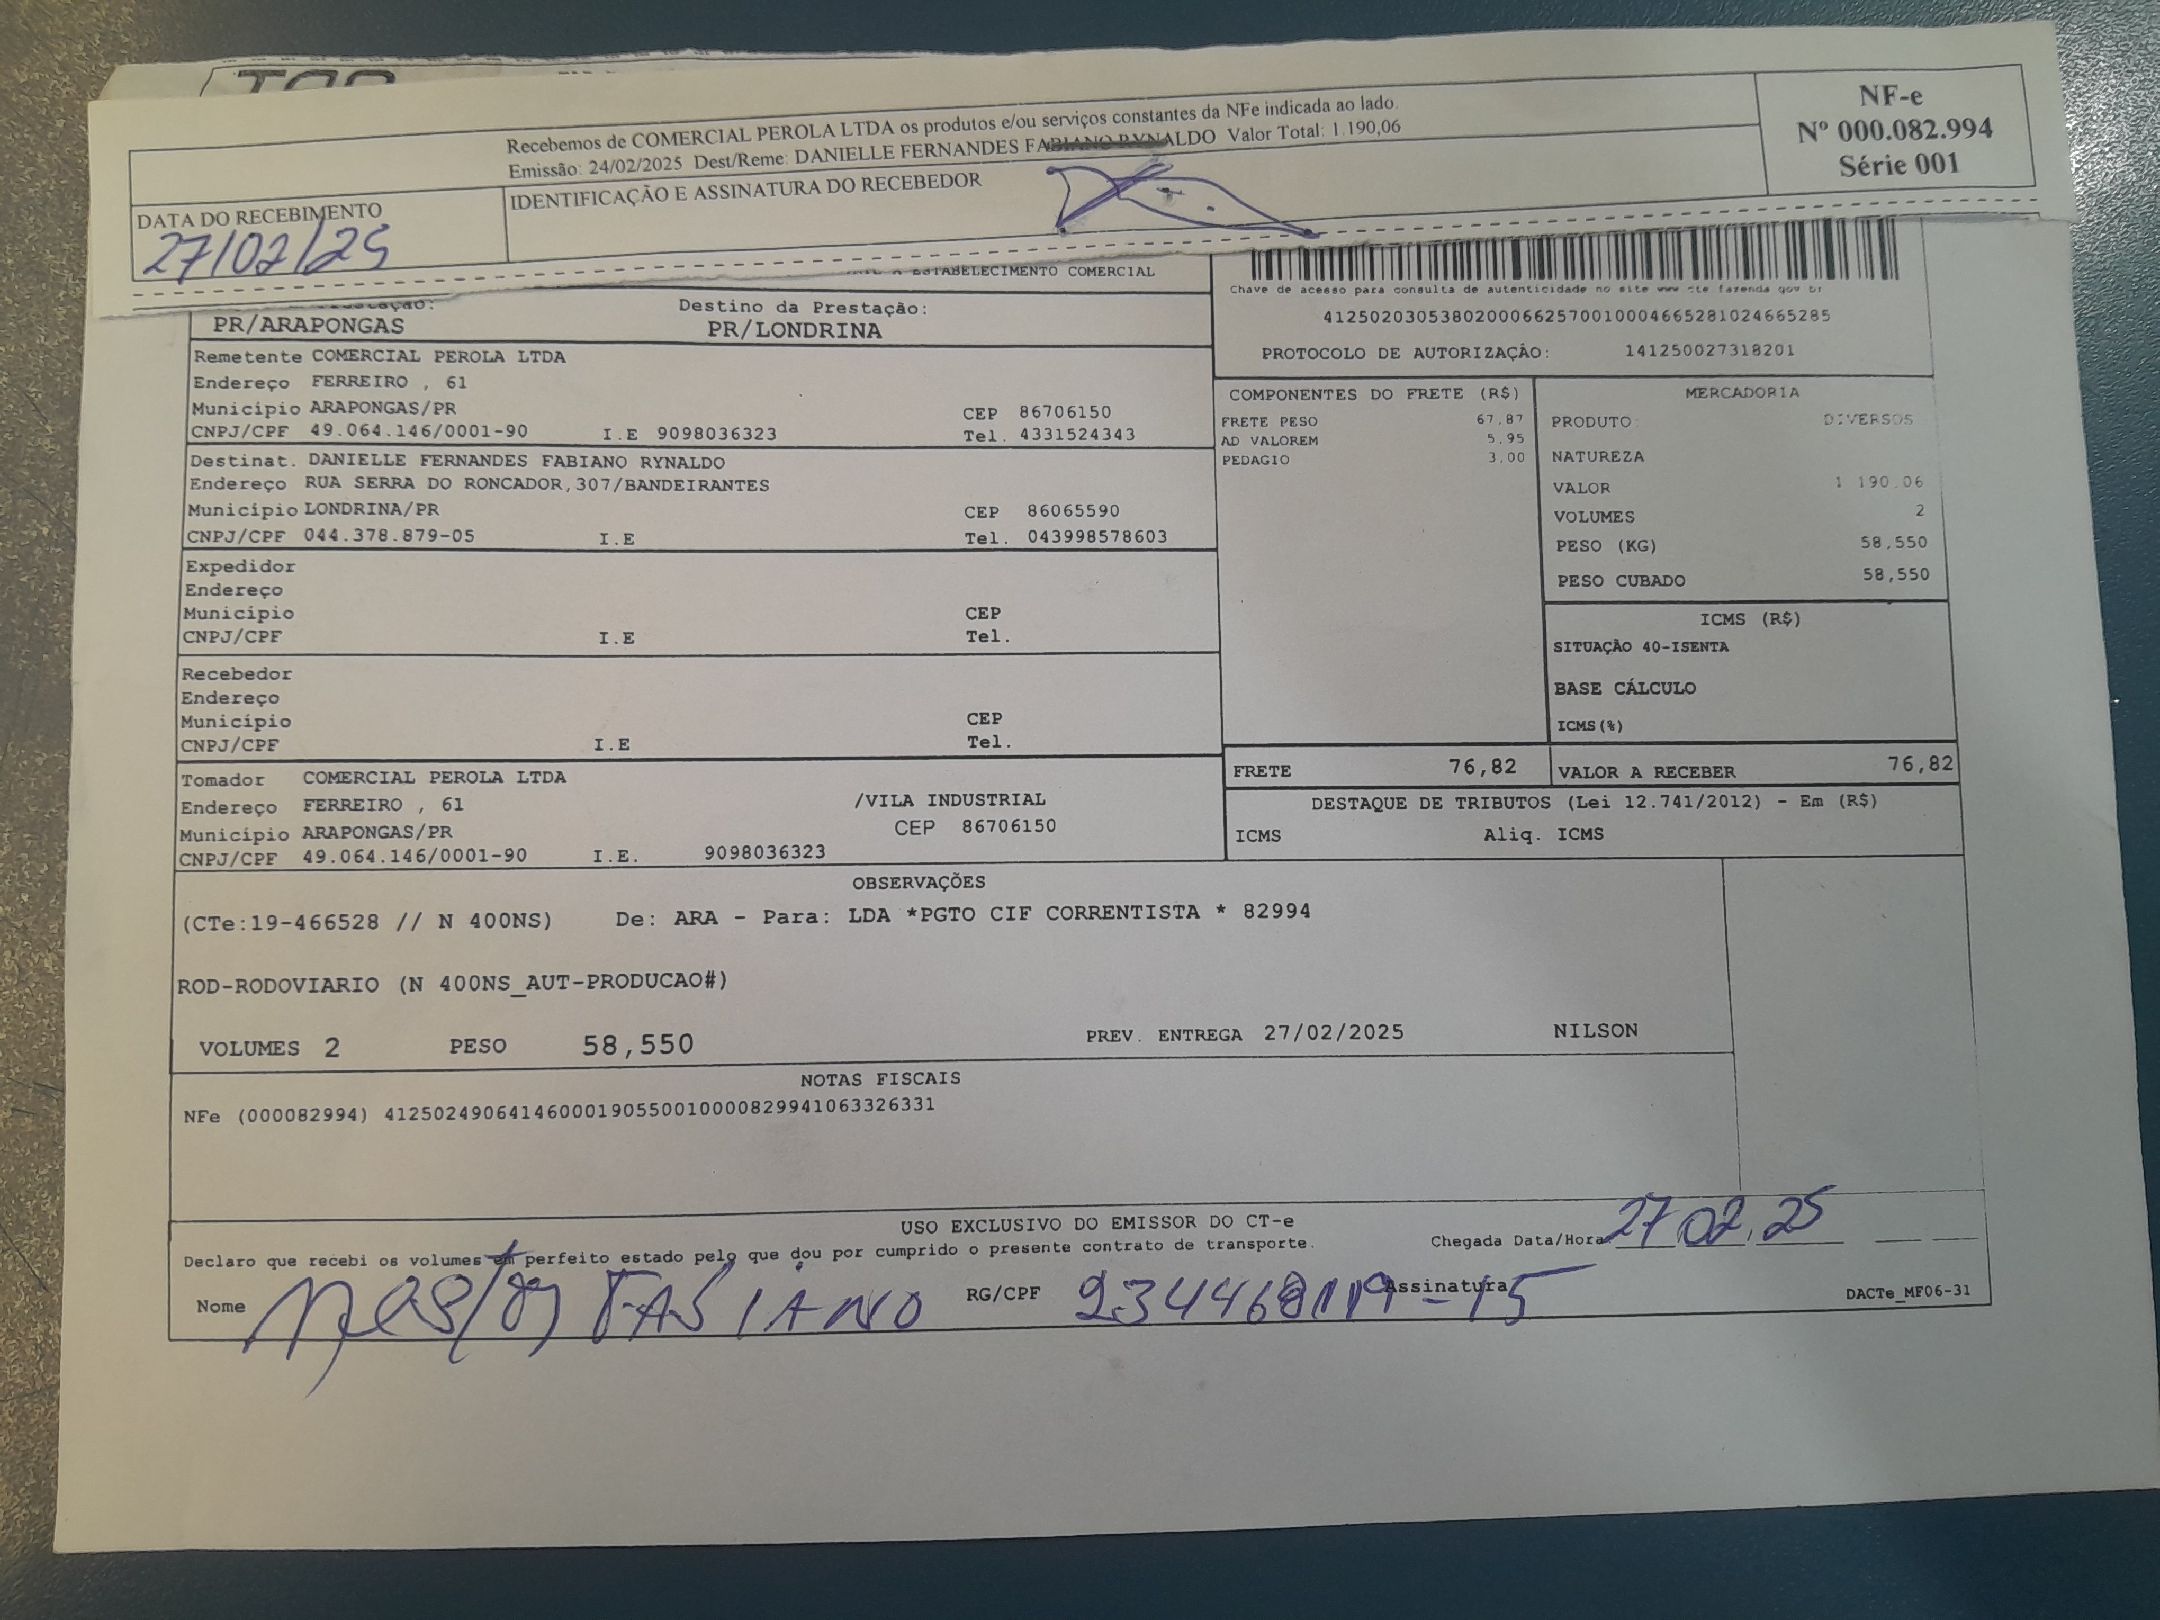 Recebemos de COMERCIAL PEROLA LTDA os produtos e/ou serviços constantes da NFe indicada ao lado.
Emissão: 24/02/2025 Dest/Reme: DANIELLE FERNANDES FABIANO RYNALDO Valor Total: 1.190,06
NF-e
Nº 000.082.994
Série 001
DATA DO RECEBIMENTO
27/02/25
IDENTIFICAÇÃO E ASSINATURA DO RECEBEDOR
ESTABELECIMENTO COMERCIAL
Chave de acesso para consulta de autenticidade no site www cte fazenda gov br
41250203053802000662570010004665281024665285
PROTOCOLO DE AUTORIZAÇÃO: 141250027318201
Destino da Prestação:
PR/ARAPONGAS PR/LONDRINA
Remetente COMERCIAL PEROLA LTDA
Endereço FERREIRO , 61
Município ARAPONGAS/PR CEP 86706150
CNPJ/CPF 49.064.146/0001-90 I.E 9098036323 Tel. 4331524343
Destinat. DANIELLE FERNANDES FABIANO RYNALDO
Endereço RUA SERRA DO RONCADOR,307/BANDEIRANTES
Município LONDRINA/PR CEP 86065590
CNPJ/CPF 044.378.879-05 I.E Tel. 043998578603
Expedidor
Endereço
Município CEP
CNPJ/CPF I.E Tel.
Recebedor
Endereço
Município CEP
CNPJ/CPF I.E Tel.
Tomador COMERCIAL PEROLA LTDA
Endereço FERREIRO , 61 /VILA INDUSTRIAL
Município ARAPONGAS/PR CEP 86706150
CNPJ/CPF 49.064.146/0001-90 I.E. 9098036323
COMPONENTES DO FRETE (R$)
FRETE PESO 67,87
AD VALOREM 5,95
PEDAGIO 3,00
MERCADORIA
PRODUTO: DIVERSOS
NATUREZA
VALOR 1 190.06
VOLUMES 2
PESO (KG) 58,550
PESO CUBADO 58,550
ICMS (R$)
SITUAÇÃO 40-ISENTA
BASE CÁLCULO
ICMS(%)
FRETE 76,82 VALOR A RECEBER 76,82
DESTAQUE DE TRIBUTOS (Lei 12.741/2012) - Em (R$)
ICMS Aliq. ICMS
OBSERVAÇÕES
(CTe:19-466528 // N 400NS) De: ARA - Para: LDA *PGTO CIF CORRENTISTA * 82994
ROD-RODOVIARIO (N 400NS_AUT-PRODUCAO#)
VOLUMES 2 PESO 58,550 PREV. ENTREGA 27/02/2025 NILSON
NOTAS FISCAIS
NFe (000082994) 41250249064146000190550010000829941063326331
USO EXCLUSIVO DO EMISSOR DO CT-e
Declaro que recebi os volumes em perfeito estado pelo que dou por cumprido o presente contrato de transporte. Chegada Data/Hora 27 02 25
Nome FABIANO RG/CPF Assinatura DACTe_MF06-31